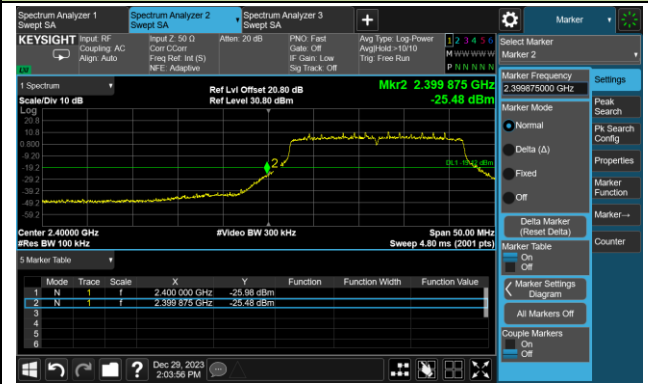 Spectrum Analyzer 1
Swept SA
Spectrum Analyzer 2
Swept SA
Spectrum Analyzer 3
Swept SA
+
Marker
KEYSIGHT
Input: RF
Coupling: AC
Align: Auto
Input Z: 50 Ω
Corr CCorr
Freq Ref: Int (S)
NFE: Adaptive
Atten: 20 dB
PNO: Fast
Gate: Off
IF Gain: Low
Sig Track: Off
Avg Type: Log-Power
Avg|Hold:>10/10
Trig: Free Run
1 2 3 4 5 6
M W W W W W
P N N N N N
Select Marker
Marker 2
1 Spectrum
Scale/Div 10 dB
Log
Ref Lvl Offset 20.80 dB
Ref Level 30.80 dBm
Mkr2 2.399 875 GHz
-25.48 dBm
20.8
10.8
0.800
-9.20
-19.2
-29.2
-39.2
-49.2
-59.2
2
Center 2.40000 GHz
#Res BW 100 kHz
#Video BW 300 kHz
Span 50.00 MHz
Sweep 4.80 ms (2001 pts)
5 Marker Table
Mode Trace Scale X Y Function Function Width Function Value
1 N 1 f 2.400 000 GHz -25.98 dBm
2 N 1 f 2.399 875 GHz -25.48 dBm
3
4
5
6
Marker Frequency
2.399875000 GHz
Marker Mode
Normal
Delta (Δ)
Fixed
Off
Delta Marker
(Reset Delta)
Marker Table
On
Off
Marker Settings
Diagram
All Markers Off
Couple Markers
On
Off
Settings
Peak
Search
Pk Search
Config
Properties
Marker
Function
Marker→
Counter
?
Dec 29, 2023
2:03:56 PM